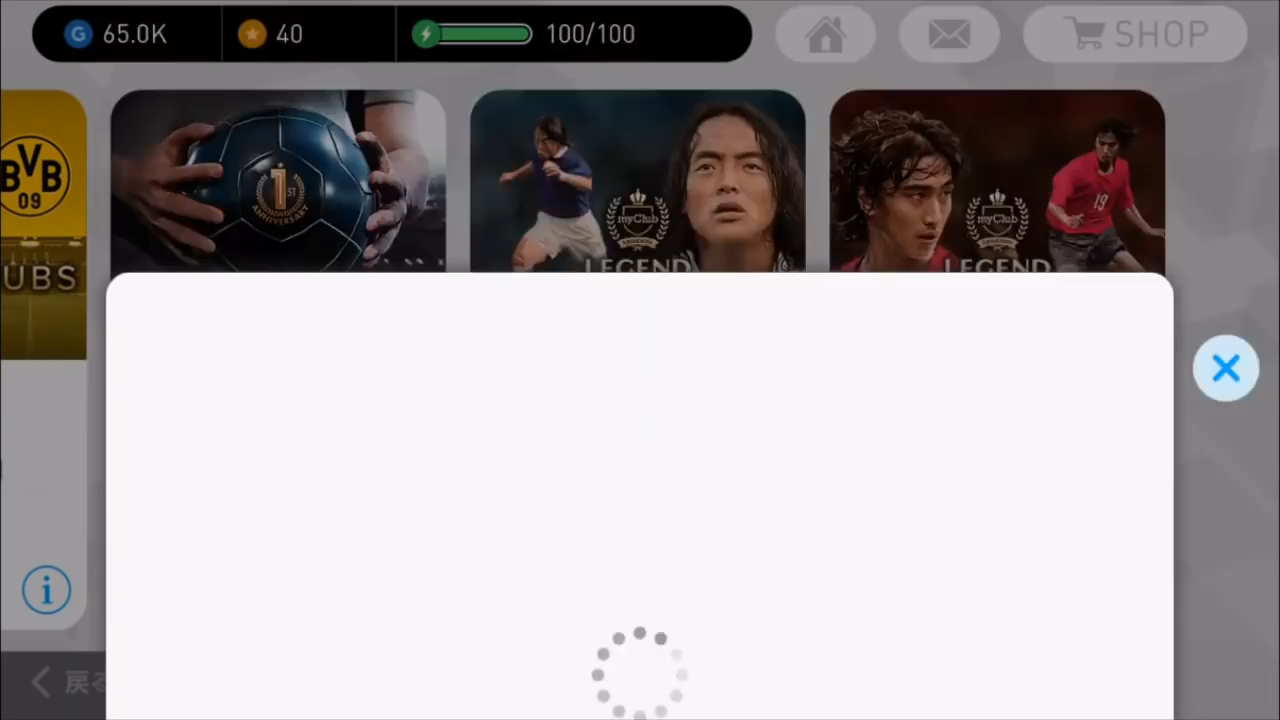 G 65.0K
40
100/100
SHOP
BVB
09
UBS
1ST
ANNIVERSARY
myClub
LEGEND
19
myClub
LEGEND
i
戻る